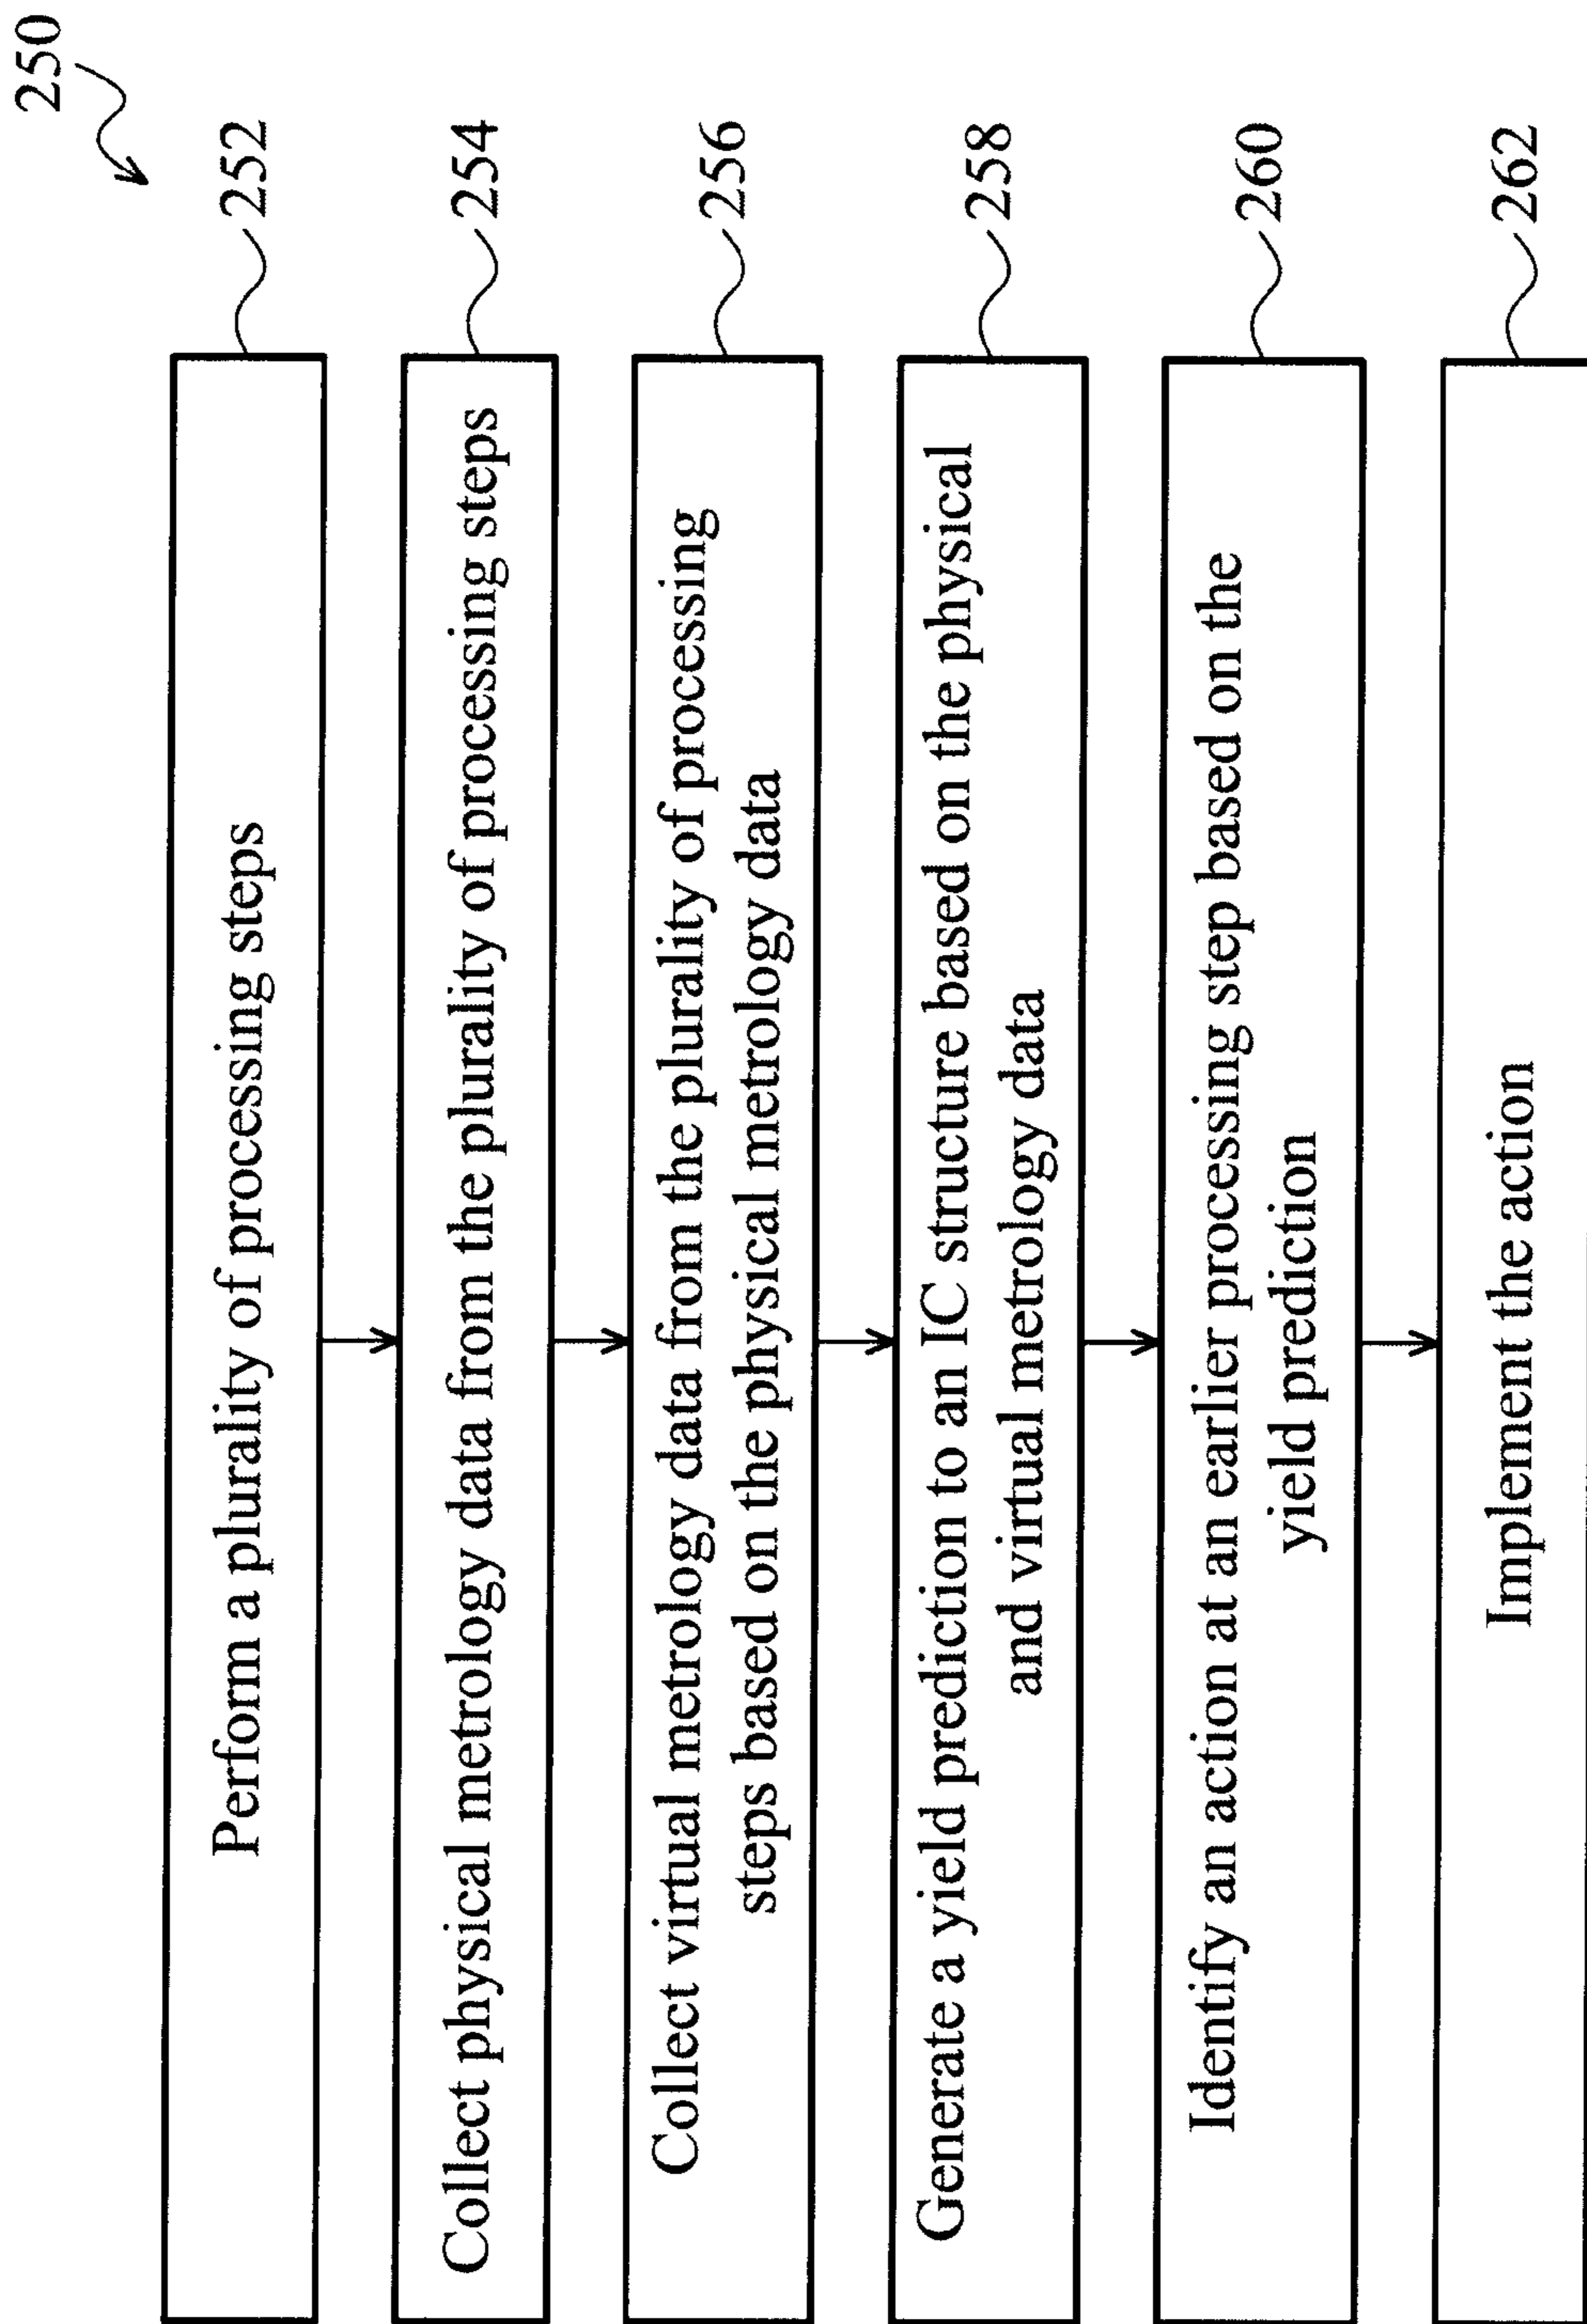 250
Perform a plurality of processing steps
252
Collect physical metrology data from the plurality of processing steps
254
Collect virtual metrology data from the plurality of processing
steps based on the physical metrology data
256
Generate a yield prediction to an IC structure based on the physical
and virtual metrology data
258
Identify an action at an earlier processing step based on the
yield prediction
260
Implement the action
262